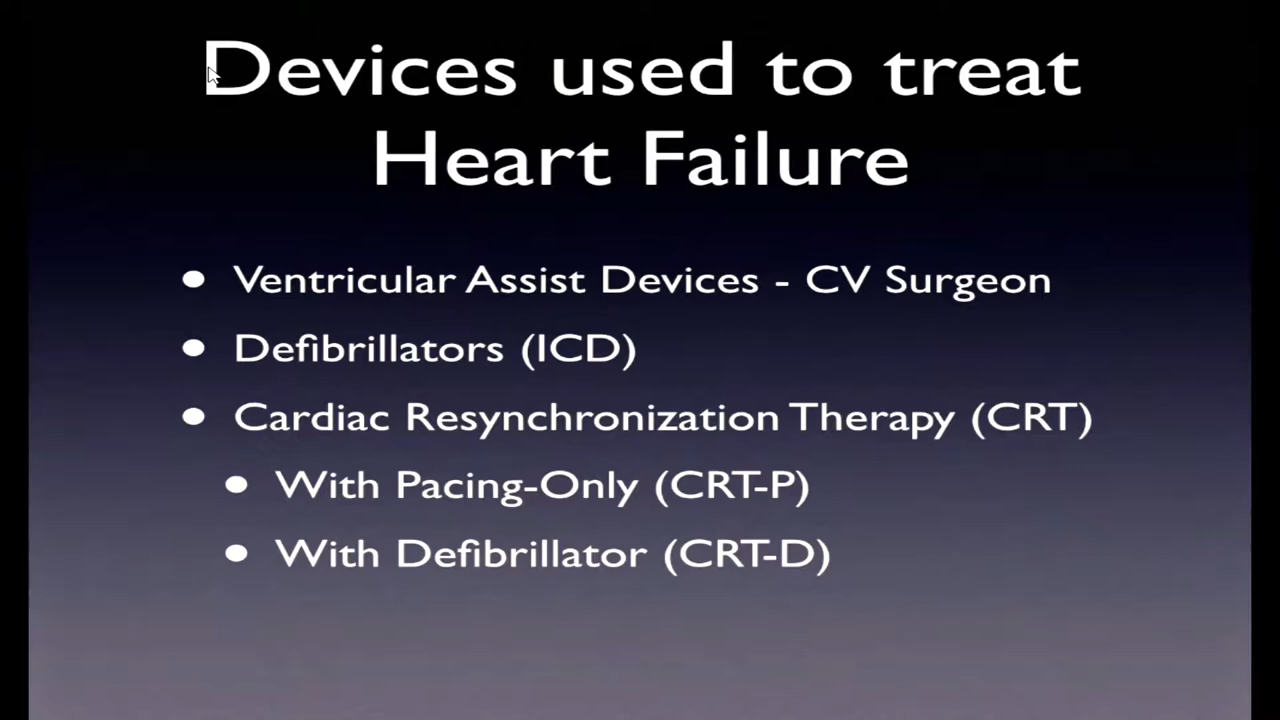 Devices used to treat
Heart Failure
• Ventricular Assist Devices - CV Surgeon
• Defibrillators (ICD)
• Cardiac Resynchronization Therapy (CRT)
• With Pacing-Only (CRT-P)
• With Defibrillator (CRT-D)